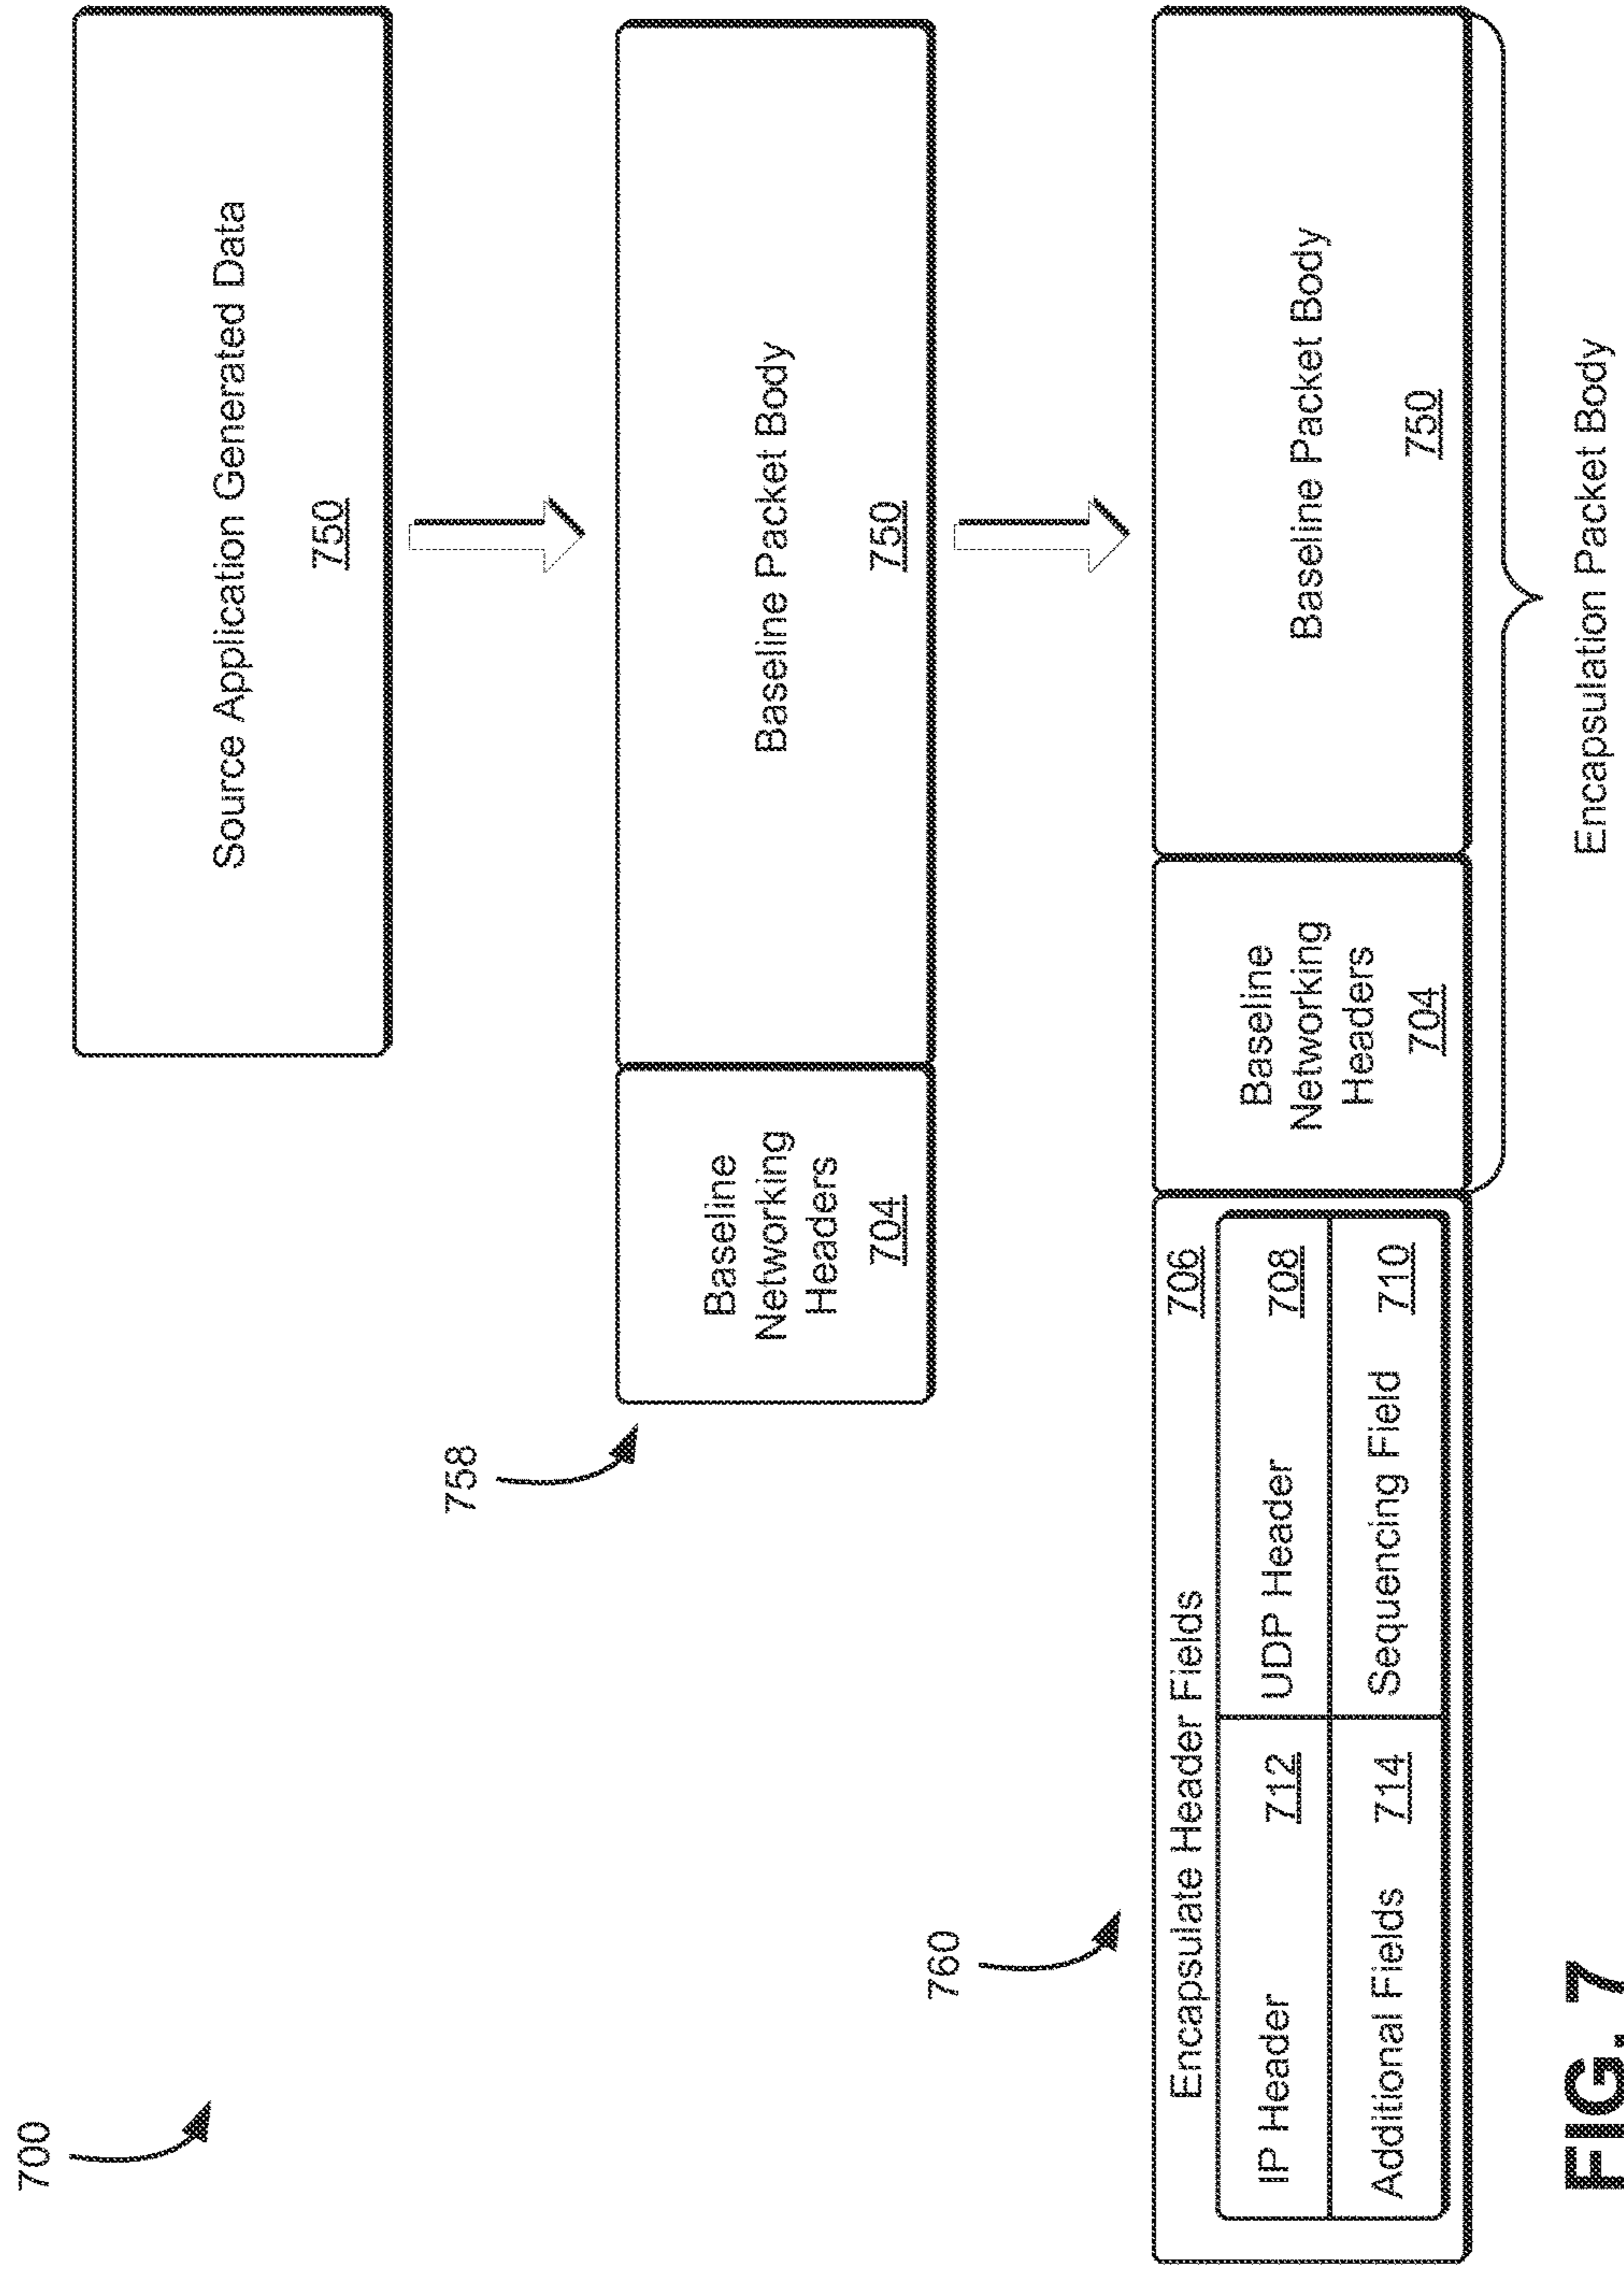 700
Source Application Generated Data
750
758
Baseline
Networking
Headers
704
Baseline Packet Body
750
760
Encapsulate Header Fields 706
IP Header 712
UDP Header 708
Additional Fields 714
Sequencing Field 710
Baseline
Networking
Headers
704
Baseline Packet Body
750
Encapsulation Packet Body
FIG. 7